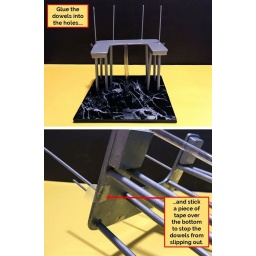 Glue the
dowels into
the holes...
...and stick
a piece of
tape over
the bottom
to stop the
dowels from
slipping out.